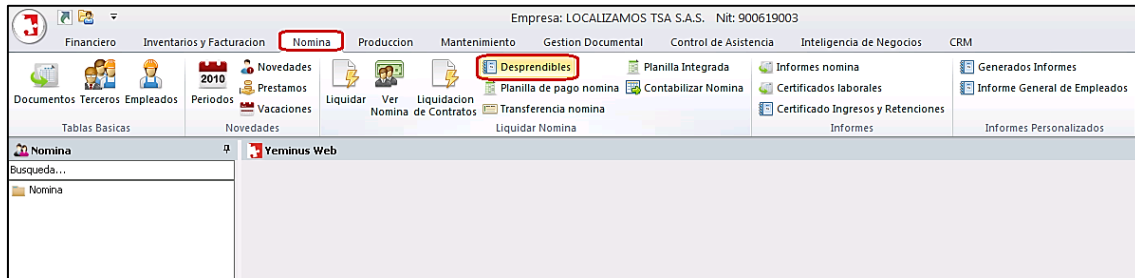 Empresa: LOCALIZAMOS TSA S.A.S. Nit: 900619003
Financiero Inventarios y Facturacion Nomina Produccion Mantenimiento Gestion Documental Control de Asistencia Inteligencia de Negocios CRM
Documentos Terceros Empleados
Tablas Basicas
2010
Periodos
Novedades
Prestamos
Vacaciones
Novedades
Liquidar
Ver Nomina
Liquidacion de Contratos
Desprendibles
Planilla de pago nomina
Transferencia nomina
Planilla Integrada
Contabilizar Nomina
Liquidar Nomina
Informes nomina
Certificados laborales
Certificado Ingresos y Retenciones
Informes
Generados Informes
Informe General de Empleados
Informes Personalizados
Nomina
Busqueda...
Nomina
Yeminus Web